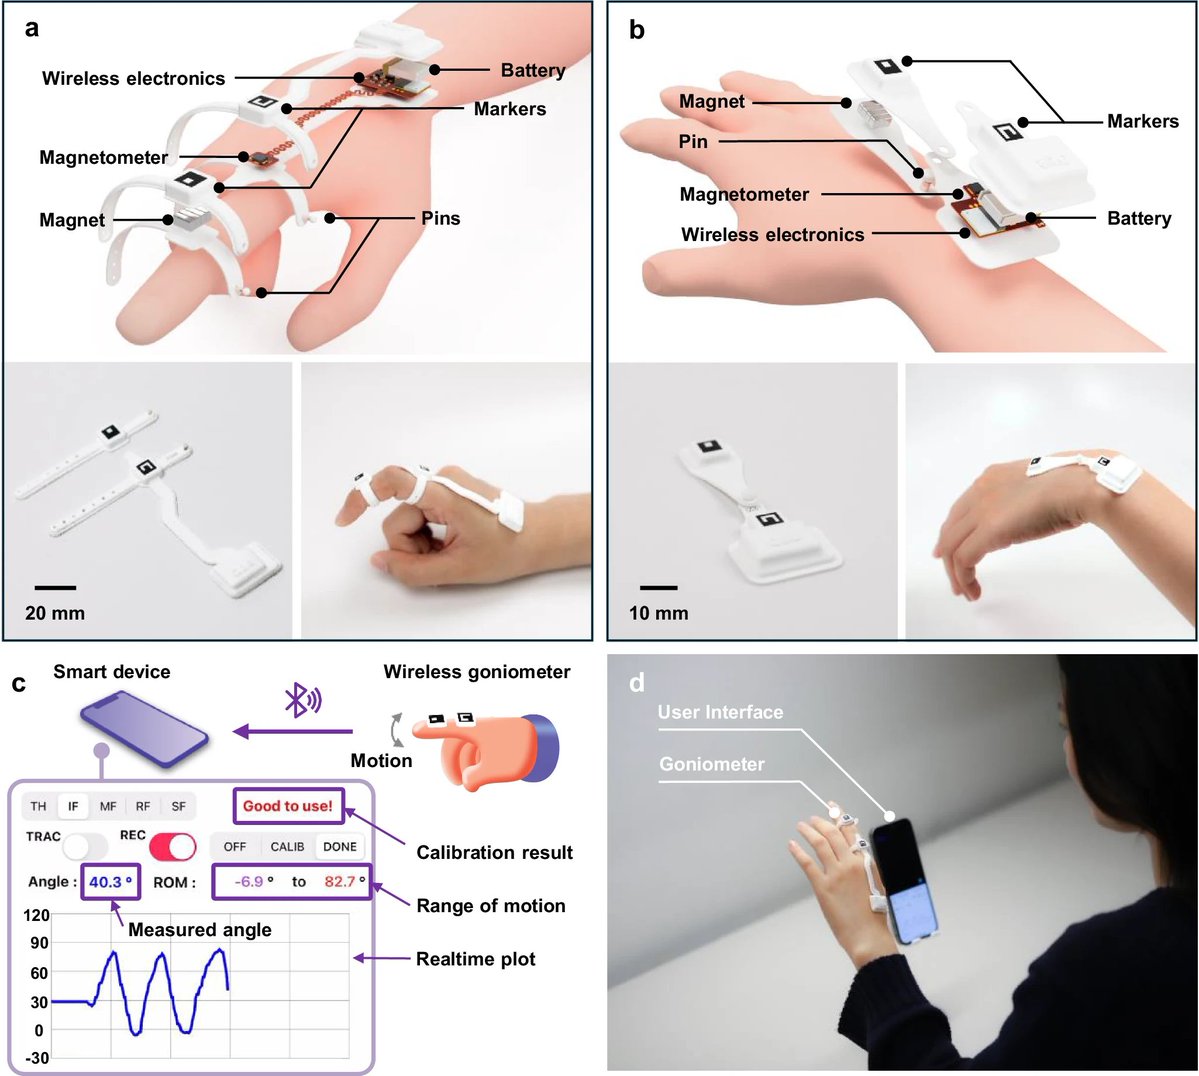 a
Wireless electronics
Battery
Markers
Magnetometer
Magnet
Pins
20 mm
b
Magnet
Markers
Pin
Magnetometer
Battery
Wireless electronics
10 mm
c
Smart device
Wireless goniometer
Motion
TH IF MF RF SF
Good to use!
TRAC REC OFF CALIB DONE
Calibration result
Angle : 40.3 ° ROM : -6.9 ° to 82.7 °
Range of motion
Measured angle
Realtime plot
120
90
60
30
0
-30
d
User Interface
Goniometer